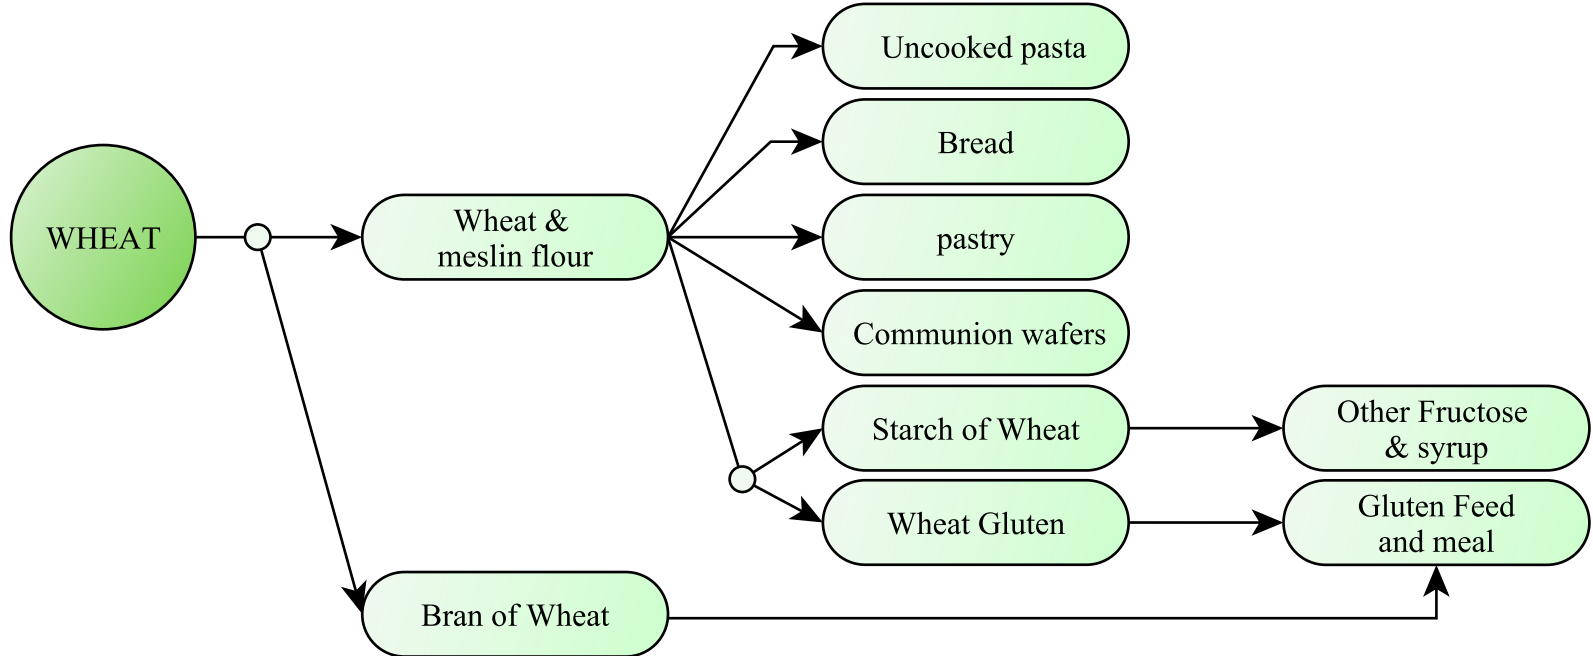 WHEAT
Wheat &
meslin flour
Uncooked pasta
Bread
pastry
Communion wafers
Starch of Wheat
Wheat Gluten
Other Fructose
& syrup
Gluten Feed
and meal
Bran of Wheat